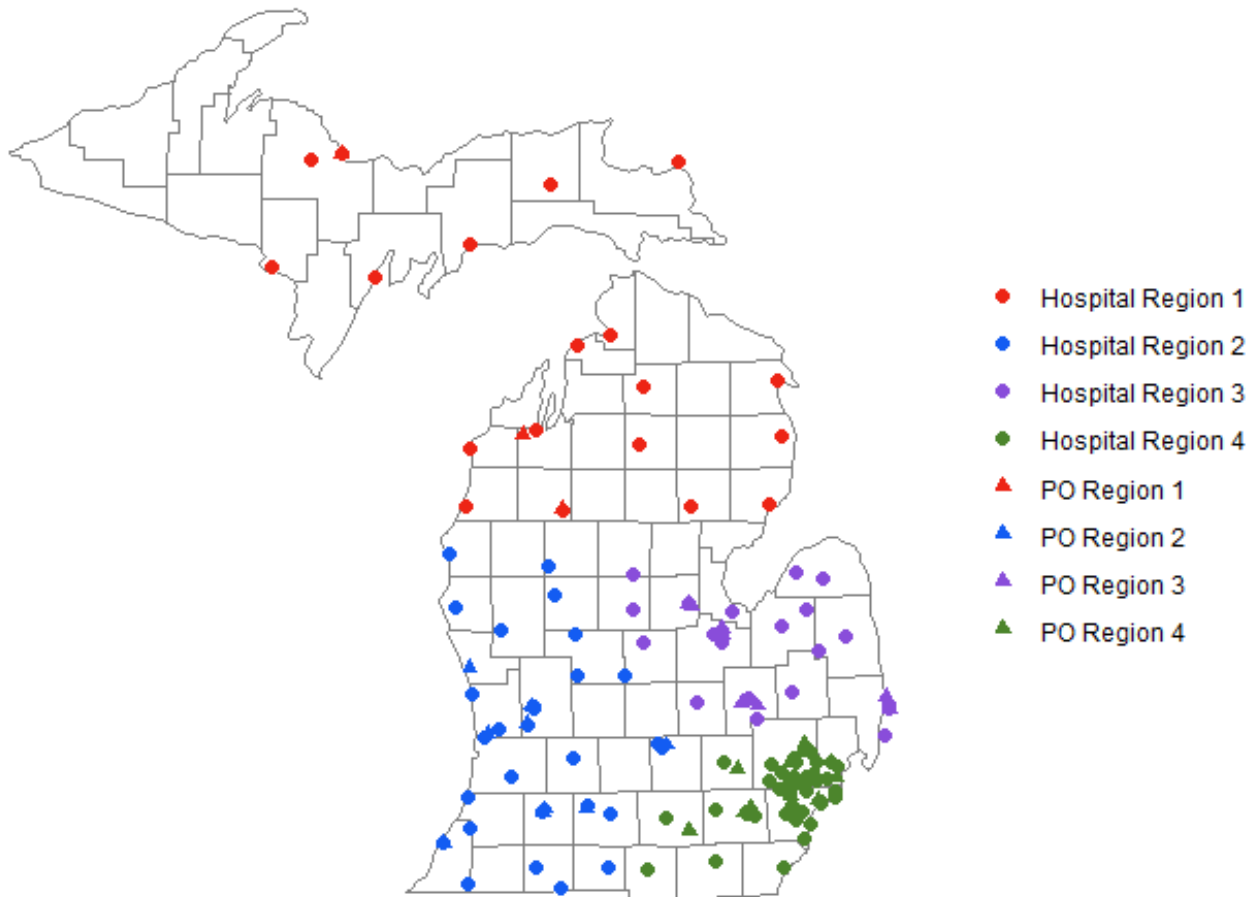 Hospital Region 1
Hospital Region 2
Hospital Region 3
Hospital Region 4
PO Region 1
PO Region 2
PO Region 3
PO Region 4